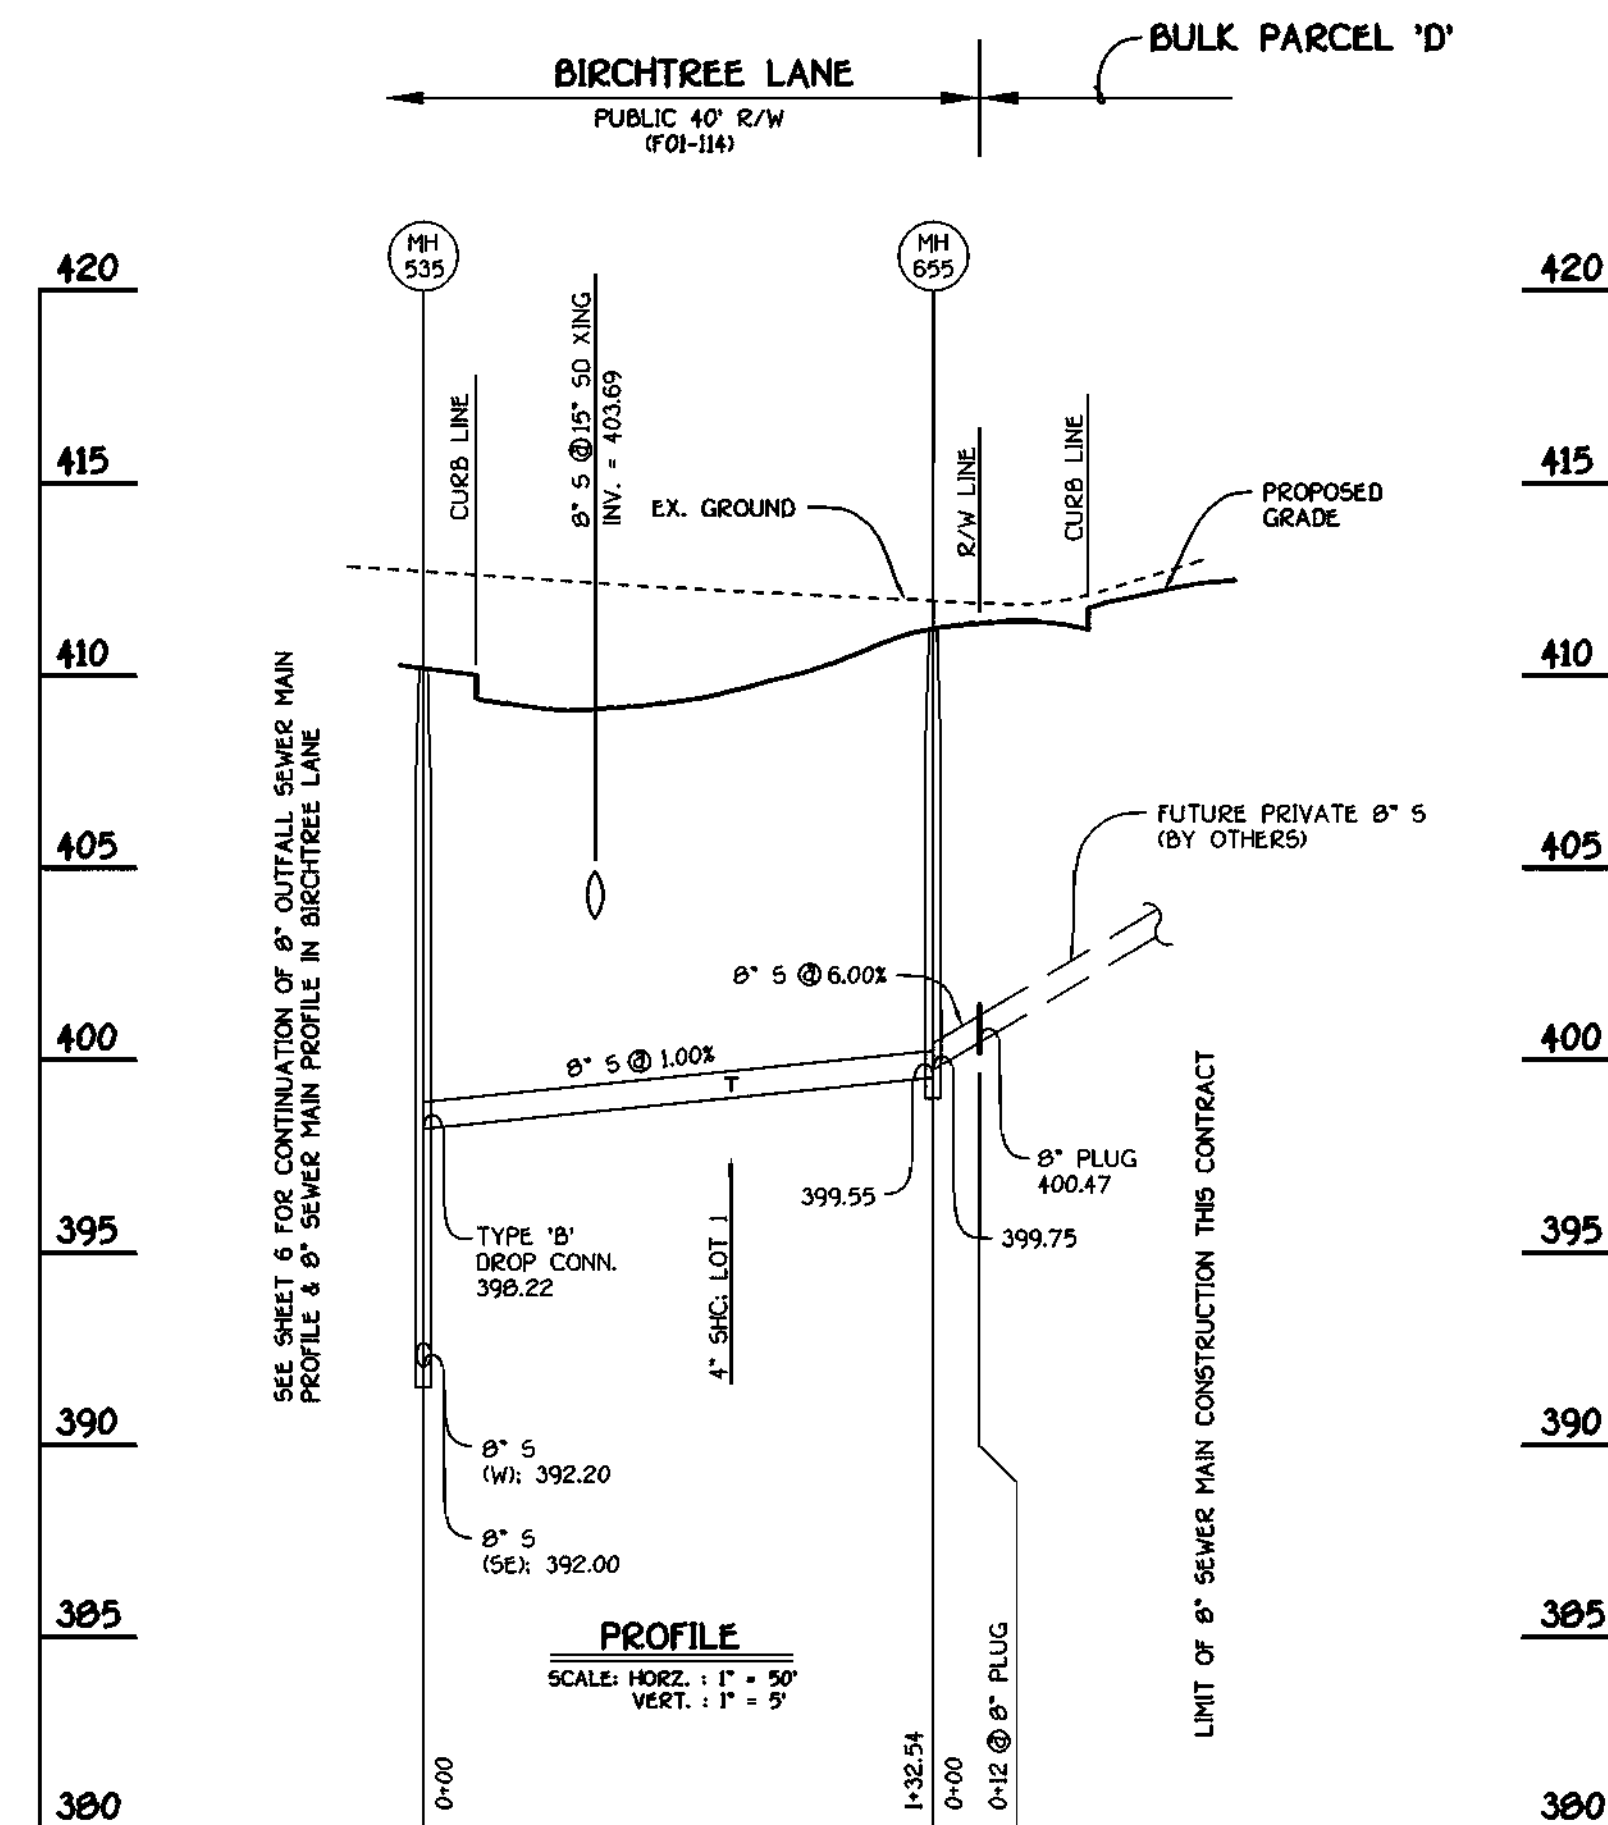 BULK PARCEL 'D'
BIRCHTREE LANE
PUBLIC 40' R/W
(F01-114)
MH
535
MH
655
420
420
415
415
410
410
405
405
400
400
395
395
390
390
385
385
380
380
CURB LINE
8" S @ 15" SD XING
INV. = 403.69
EX. GROUND
R/W LINE
CURB LINE
PROPOSED
GRADE
SEE SHEET 6 FOR CONTINUATION OF 8" OUTFALL SEWER MAIN
PROFILE & 8" SEWER MAIN PROFILE IN BIRCHTREE LANE
FUTURE PRIVATE 8" S
(BY OTHERS)
8" S @ 6.00%
8" S @ 1.00%
T
8" PLUG
400.47
399.55
399.75
TYPE 'B'
DROP CONN.
398.22
4" SHC; LOT 1
LIMIT OF 8" SEWER MAIN CONSTRUCTION THIS CONTRACT
8" S
(W); 392.20
8" S
(SE); 392.00
PROFILE
SCALE: HORZ. : 1" = 50'
VERT. : 1" = 5'
0+00
1+32.54
0+00
0+12 @ 8" PLUG